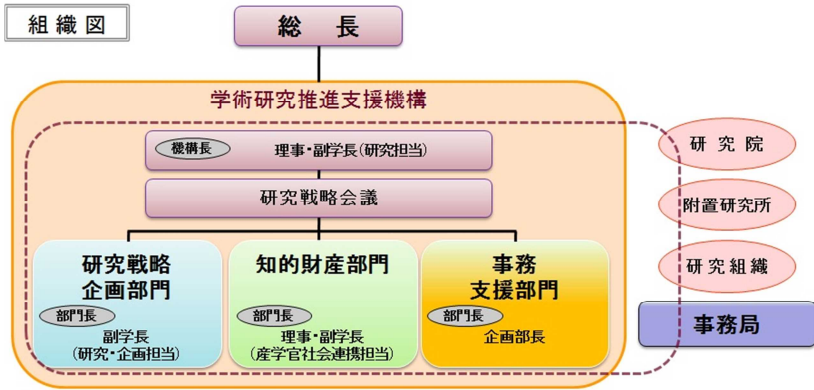 組織図
総長
学術研究推進支援機構
機構長 理事・副学長(研究担当)
研究戦略会議
研究戦略
企画部門
部門長
副学長
(研究・企画担当)
知的財産部門
部門長
理事・副学長
(産学官社会連携担当)
事務
支援部門
部門長
企画部長
研究院
附置研究所
研究組織
事務局